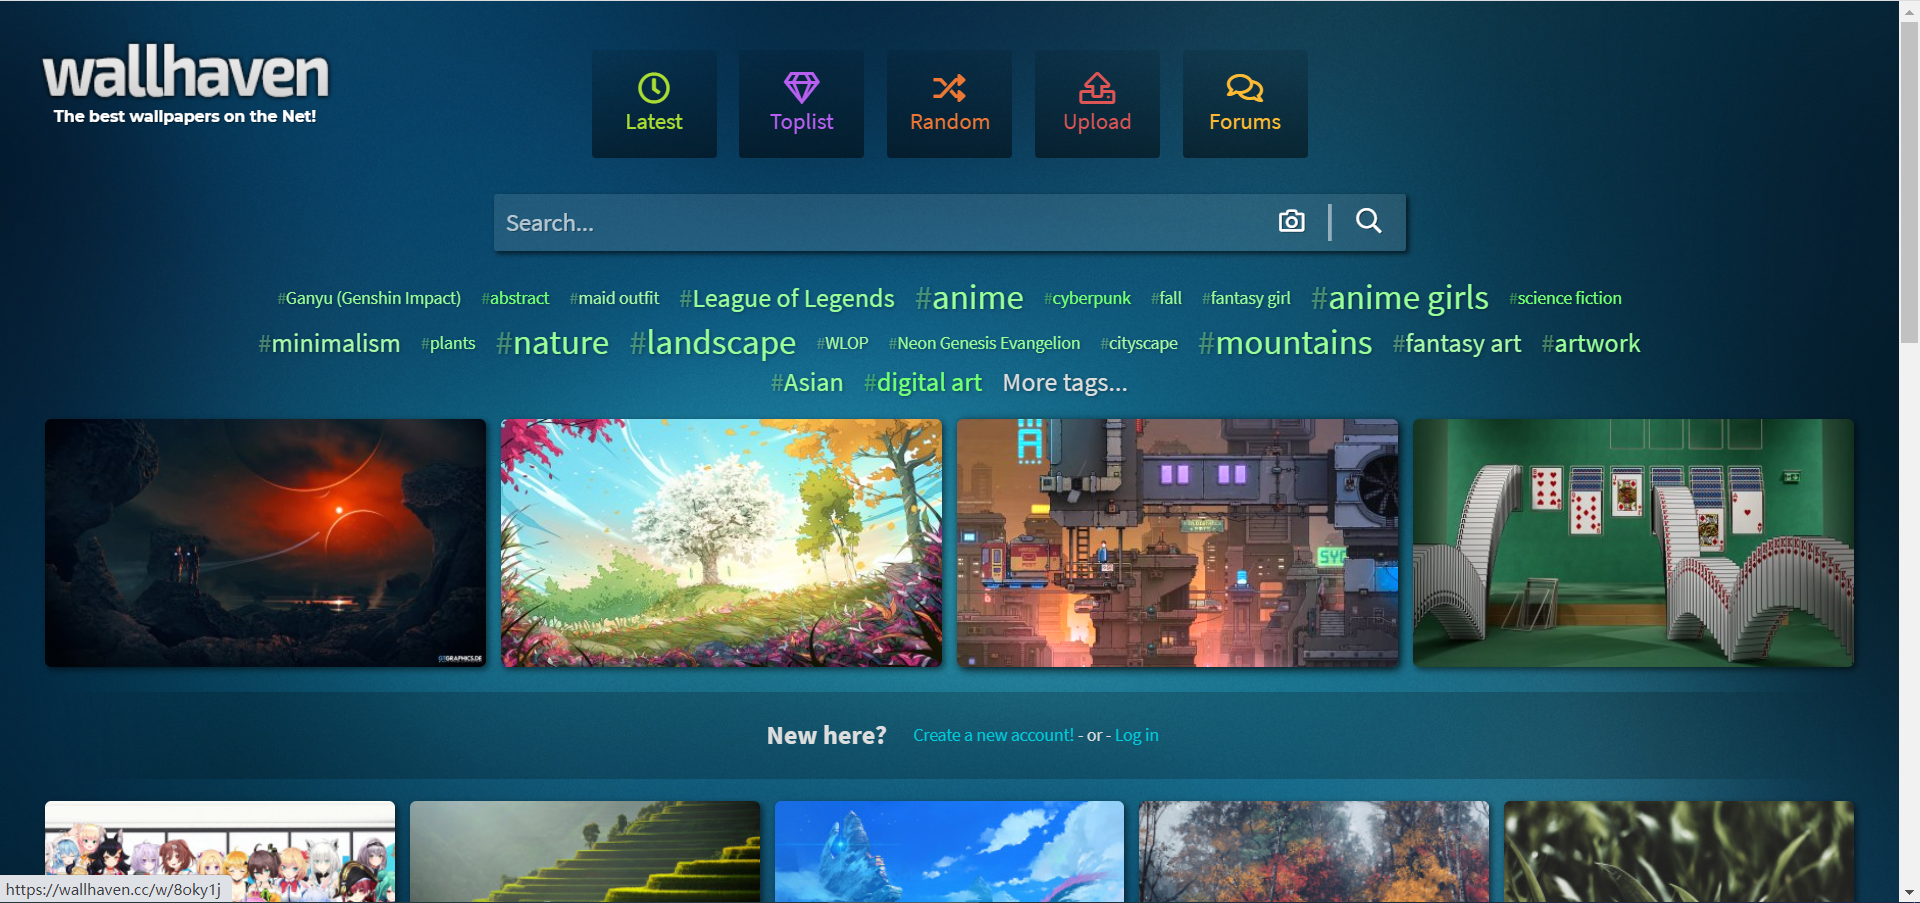 wallhaven
The best wallpapers on the Net!
Latest
Toplist
Random
Upload
Forums
Search...
#Ganyu (Genshin Impact) #abstract #maid outfit #League of Legends #anime #cyberpunk #fall #fantasy girl #anime girls #science fiction
#minimalism #plants #nature #landscape #WLOP #Neon Genesis Evangelion #cityscape #mountains #fantasy art #artwork
#Asian #digital art More tags...
New here? Create a new account! - or - Log in
https://wallhaven.cc/w/8oky1j